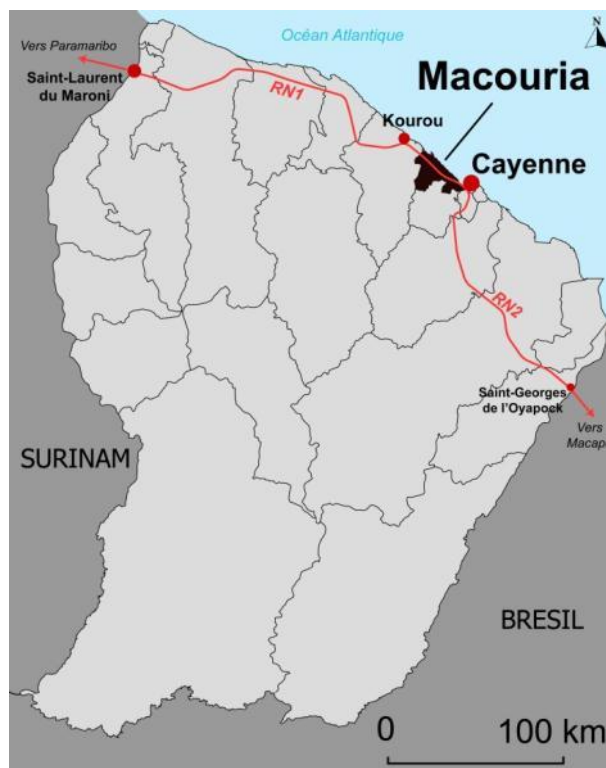 Océan Atlantique
N
Vers Paramaribo
Saint-Laurent
du Maroni
RN1
Macouria
Kourou
Cayenne
RN2
Saint-Georges
de l'Oyapock
Vers
Macap
SURINAM
BRESIL
0
100 km